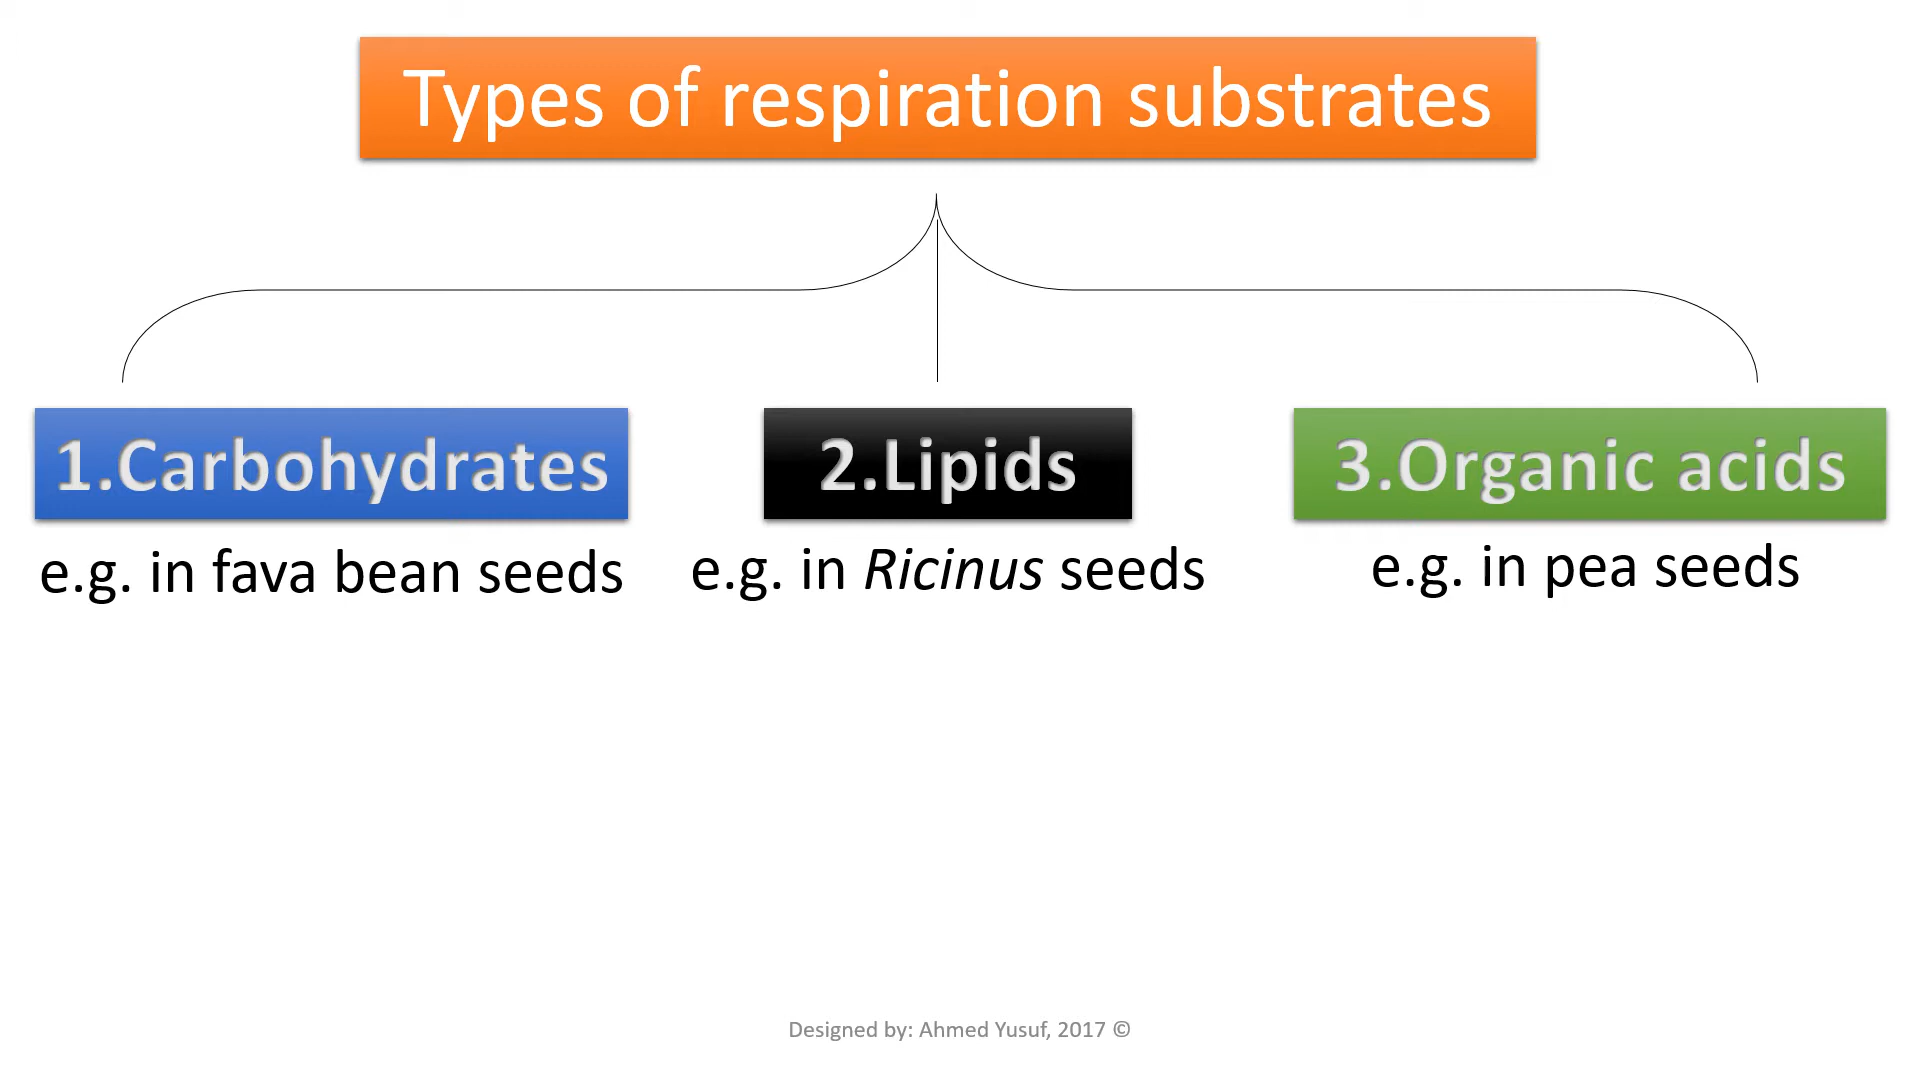 Types of respiration substrates
1.Carbohydrates
e.g. in fava bean seeds
2.Lipids
e.g. in Ricinus seeds
3.Organic acids
e.g. in pea seeds
Designed by: Ahmed Yusuf, 2017 ©